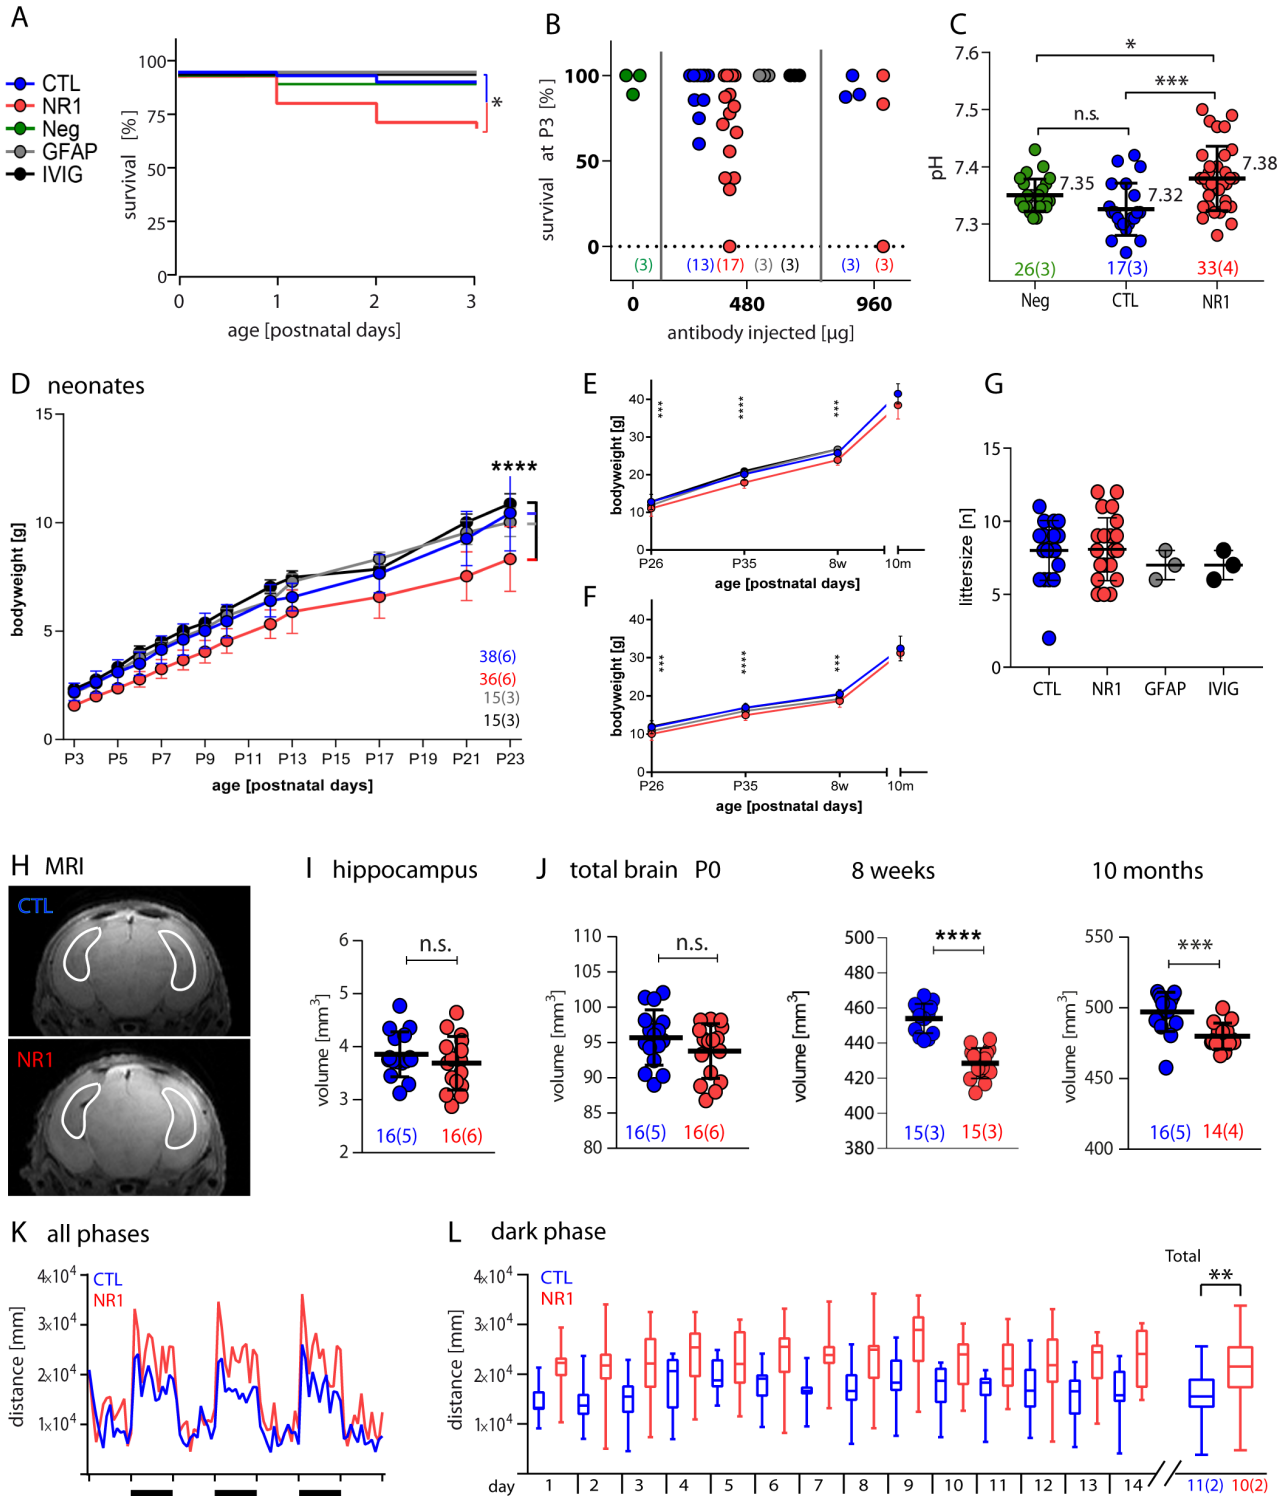 A
CTL
NR1
Neg
GFAP
IVIG
survival [%]
100
75
50
25
0
*
0 1 2 3
age [postnatal days]
B
survival at P3 [%]
100
50
0
(3) (13) (17) (3) (3) (3) (3)
0 480 960
antibody injected [µg]
C
pH
7.6
7.5
7.4
7.3
*
***
n.s.
7.35 7.32 7.38
26(3) 17(3) 33(4)
Neg CTL NR1
D neonates
bodyweight [g]
15
10
5
0
****
38(6)
36(6)
15(3)
15(3)
P3 P5 P7 P9 P11 P13 P15 P17 P19 P21 P23
age [postnatal days]
E
bodyweight [g]
40
30
20
10
0
*** **** ***
P26 P35 8w 10m
age [postnatal days]
F
bodyweight [g]
40
30
20
10
0
*** **** ***
P26 P35 8w 10m
age [postnatal days]
G
littersize [n]
15
10
5
0
CTL NR1 GFAP IVIG
H MRI
CTL
NR1
I hippocampus
volume [mm³]
6
5
4
3
2
n.s.
16(5) 16(6)
J total brain P0
volume [mm³]
110
105
100
95
90
85
80
n.s.
16(5) 16(6)
8 weeks
volume [mm³]
500
480
460
440
420
400
380
****
15(3) 15(3)
10 months
volume [mm³]
550
500
450
400
***
16(5) 14(4)
K all phases
distance [mm]
4x10⁴
3x10⁴
2x10⁴
1x10⁴
CTL
NR1
L dark phase
distance [mm]
4x10⁴
3x10⁴
2x10⁴
1x10⁴
CTL
NR1
Total
**
day 1 2 3 4 5 6 7 8 9 10 11 12 13 14 11(2) 10(2)